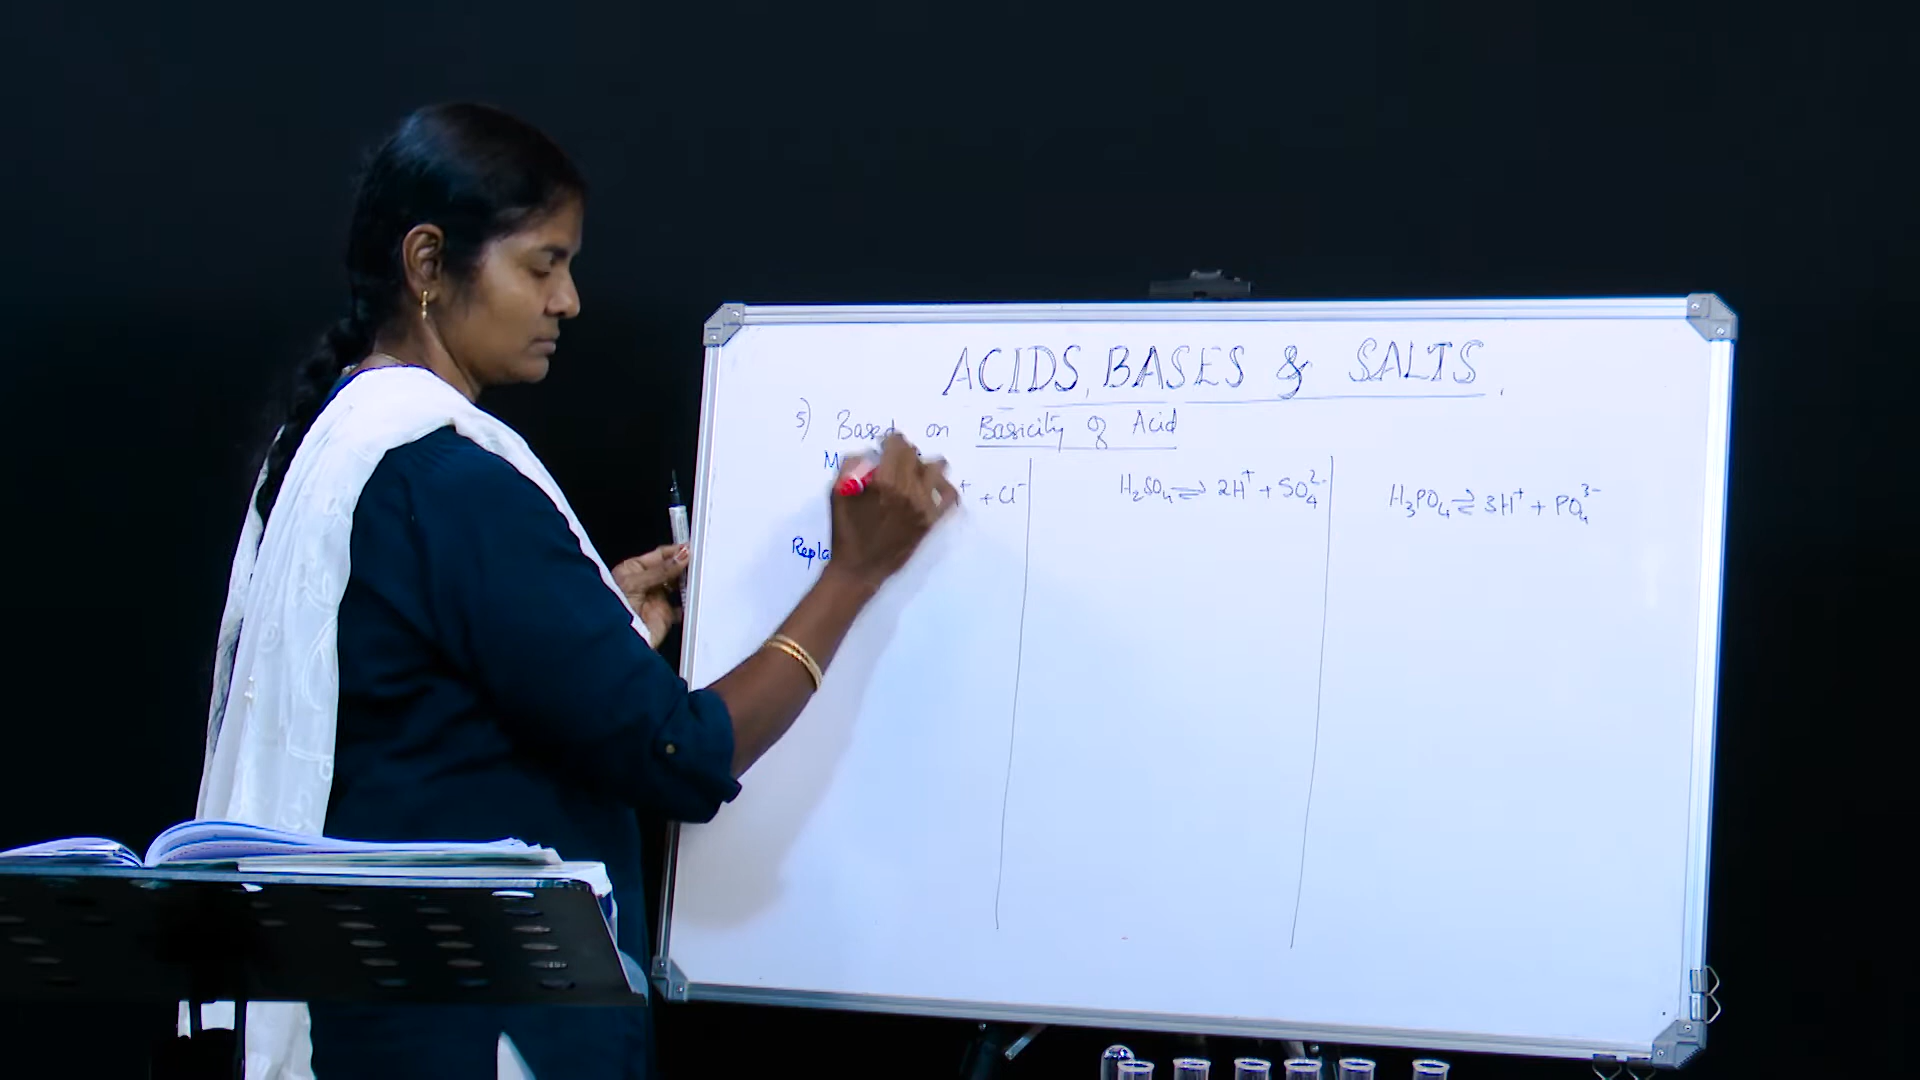 ACIDS, BASES & SALTS.
5) Based on Basicity of Acid
+ Cl⁻
H₂SO₄ ⇌ 2H⁺ + SO₄²⁻
H₃PO₄ ⇌ 3H⁺ + PO₄³⁻